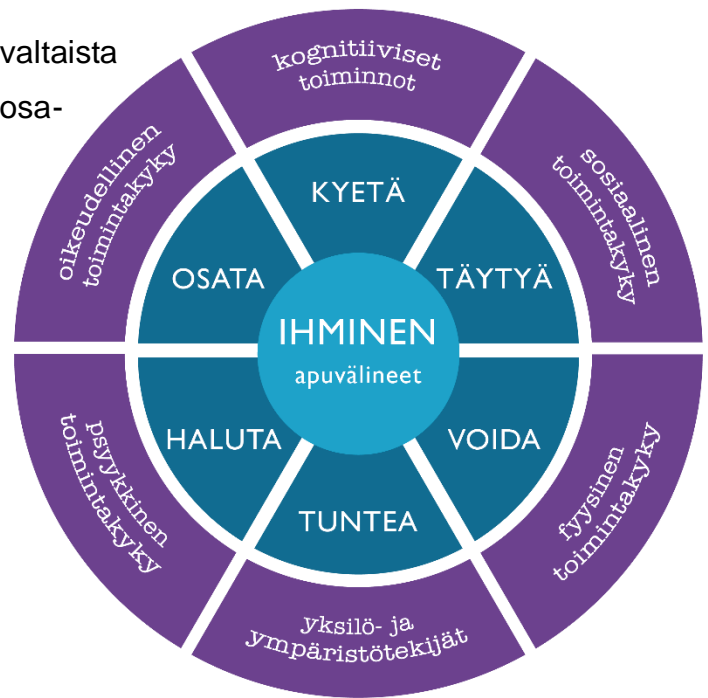 valtaista
osa-
kognitiiviset
toiminnot
sosiaalinen
toimintakyky
fyysinen
toimintakyky
yksilö- ja
ympäristötekijät
psyykkinen
toimintakyky
oikeudellinen
toimintakyky
KYETÄ
TÄYTYÄ
VOIDA
TUNTEA
HALUTA
OSATA
IHMINEN
apuvälineet